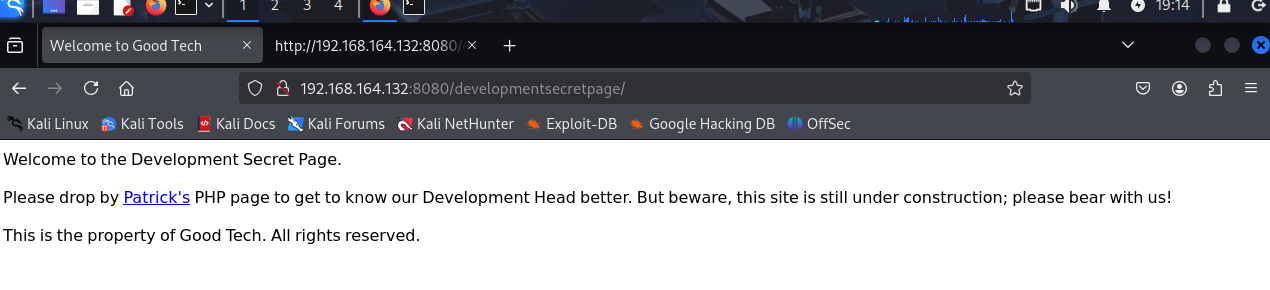 1 2 3 4 19:14
Welcome to Good Tech http://192.168.164.132:8080/
192.168.164.132:8080/developmentsecretpage/
Kali Linux Kali Tools Kali Docs Kali Forums Kali NetHunter Exploit-DB Google Hacking DB OffSec
Welcome to the Development Secret Page.
Please drop by Patrick's PHP page to get to know our Development Head better. But beware, this site is still under construction; please bear with us!
This is the property of Good Tech. All rights reserved.